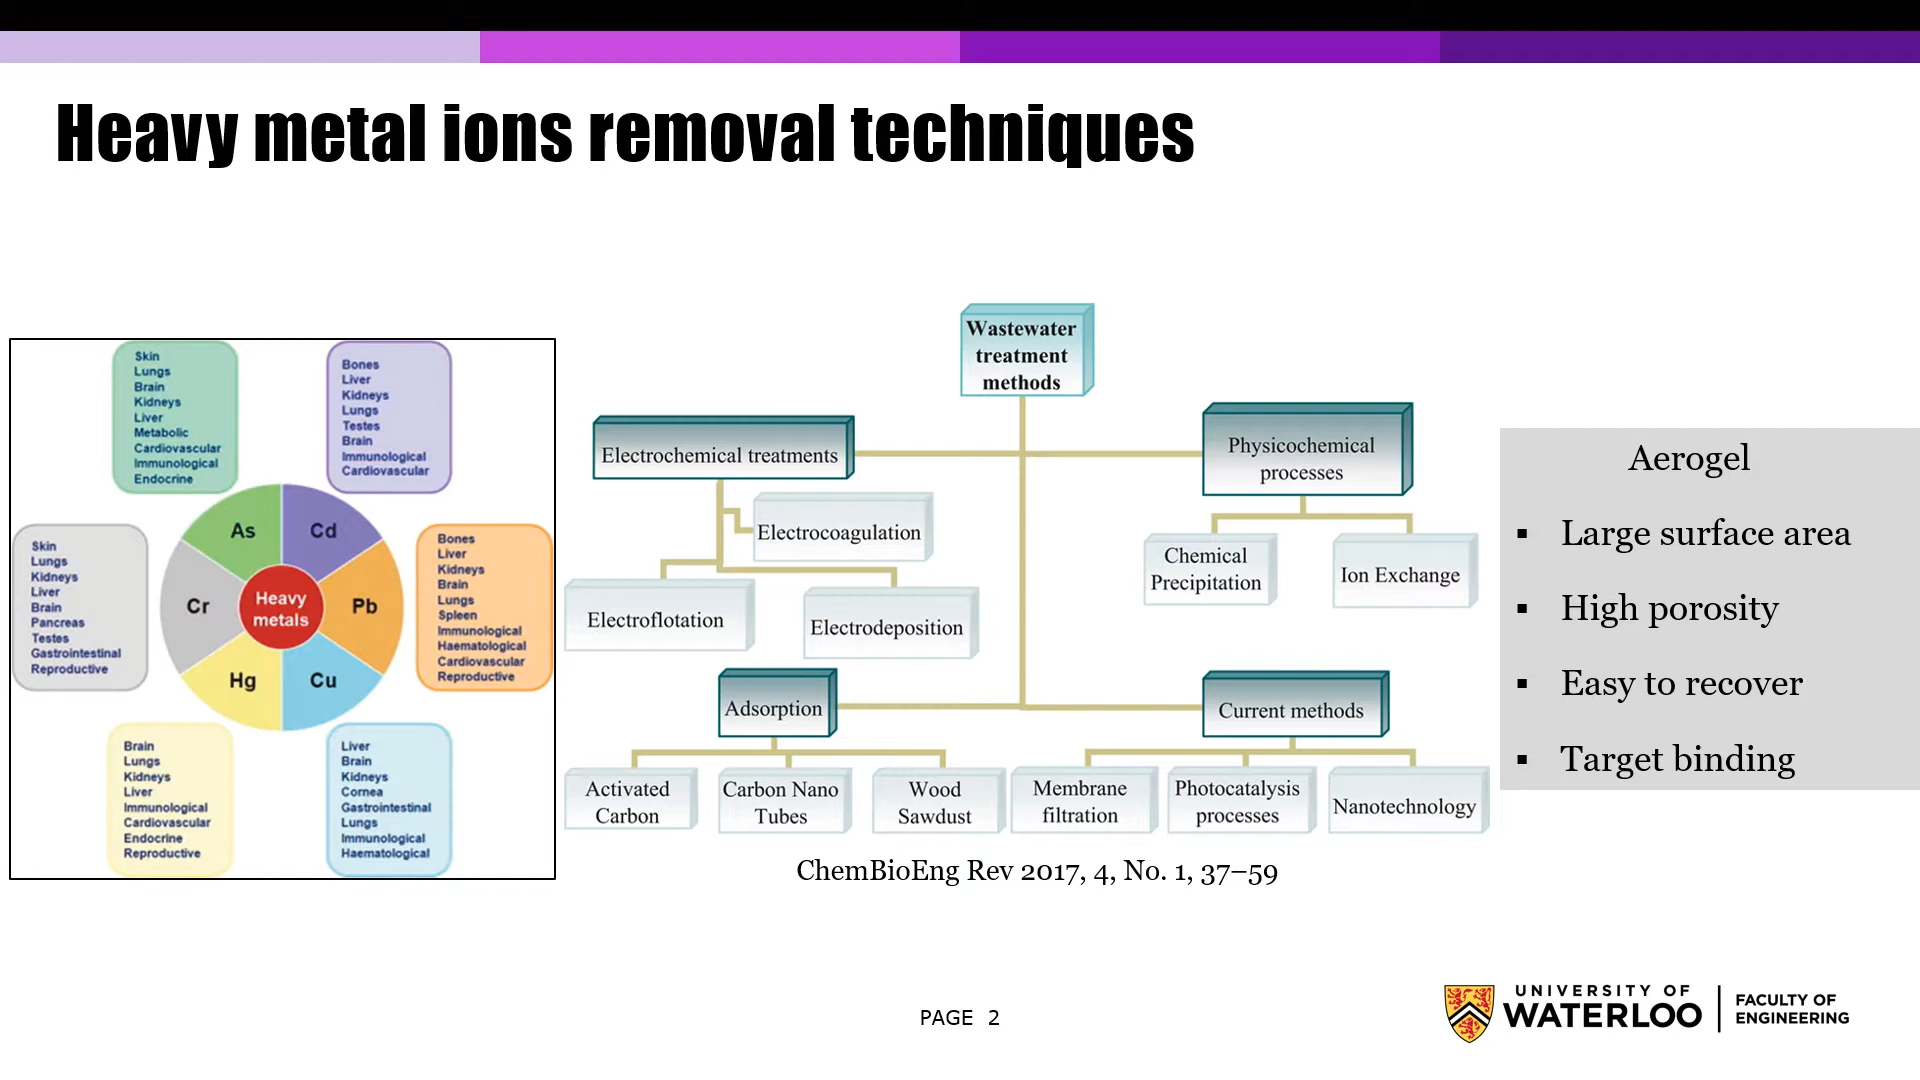 Heavy metal ions removal techniques
Skin
Lungs
Brain
Kidneys
Liver
Metabolic
Cardiovascular
Immunological
Endocrine
Bones
Liver
Kidneys
Lungs
Testes
Brain
Immunological
Cardiovascular
Skin
Lungs
Kidneys
Liver
Brain
Pancreas
Testes
Gastrointestinal
Reproductive
As
Cd
Cr
Heavy
metals
Pb
Hg
Cu
Bones
Liver
Kidneys
Brain
Lungs
Spleen
Immunological
Haematological
Cardiovascular
Reproductive
Brain
Lungs
Kidneys
Liver
Immunological
Cardiovascular
Endocrine
Reproductive
Liver
Brain
Kidneys
Cornea
Gastrointestinal
Lungs
Immunological
Haematological
Wastewater
treatment
methods
Electrochemical treatments
Physicochemical
processes
Electrocoagulation
Electroflotation
Electrodeposition
Chemical
Precipitation
Ion Exchange
Adsorption
Current methods
Activated
Carbon
Carbon Nano
Tubes
Wood
Sawdust
Membrane
filtration
Photocatalysis
processes
Nanotechnology
ChemBioEng Rev 2017, 4, No. 1, 37–59
Aerogel
▪ Large surface area
▪ High porosity
▪ Easy to recover
▪ Target binding
PAGE 2
UNIVERSITY OF
WATERLOO
FACULTY OF
ENGINEERING